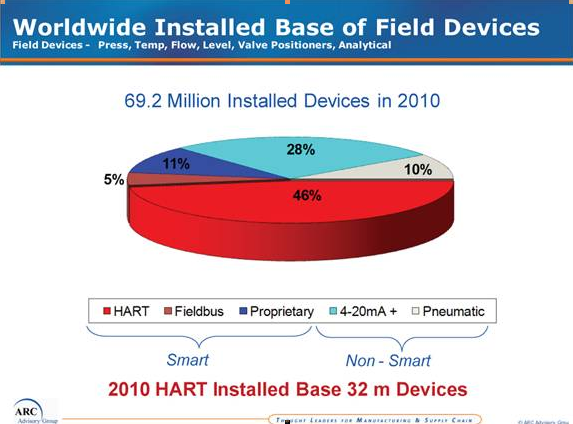 Worldwide Installed Base of Field Devices
Field Devices - Press, Temp, Flow, Level, Valve Positioners, Analytical
69.2 Million Installed Devices in 2010
28%
11%
10%
5%
46%
HART Fieldbus Proprietary 4-20mA + Pneumatic
Smart Non - Smart
2010 HART Installed Base 32 m Devices
ARC
Advisory Group
THOUGHT LEADERS FOR MANUFACTURING & SUPPLY CHAIN
© ARC Advisory Group